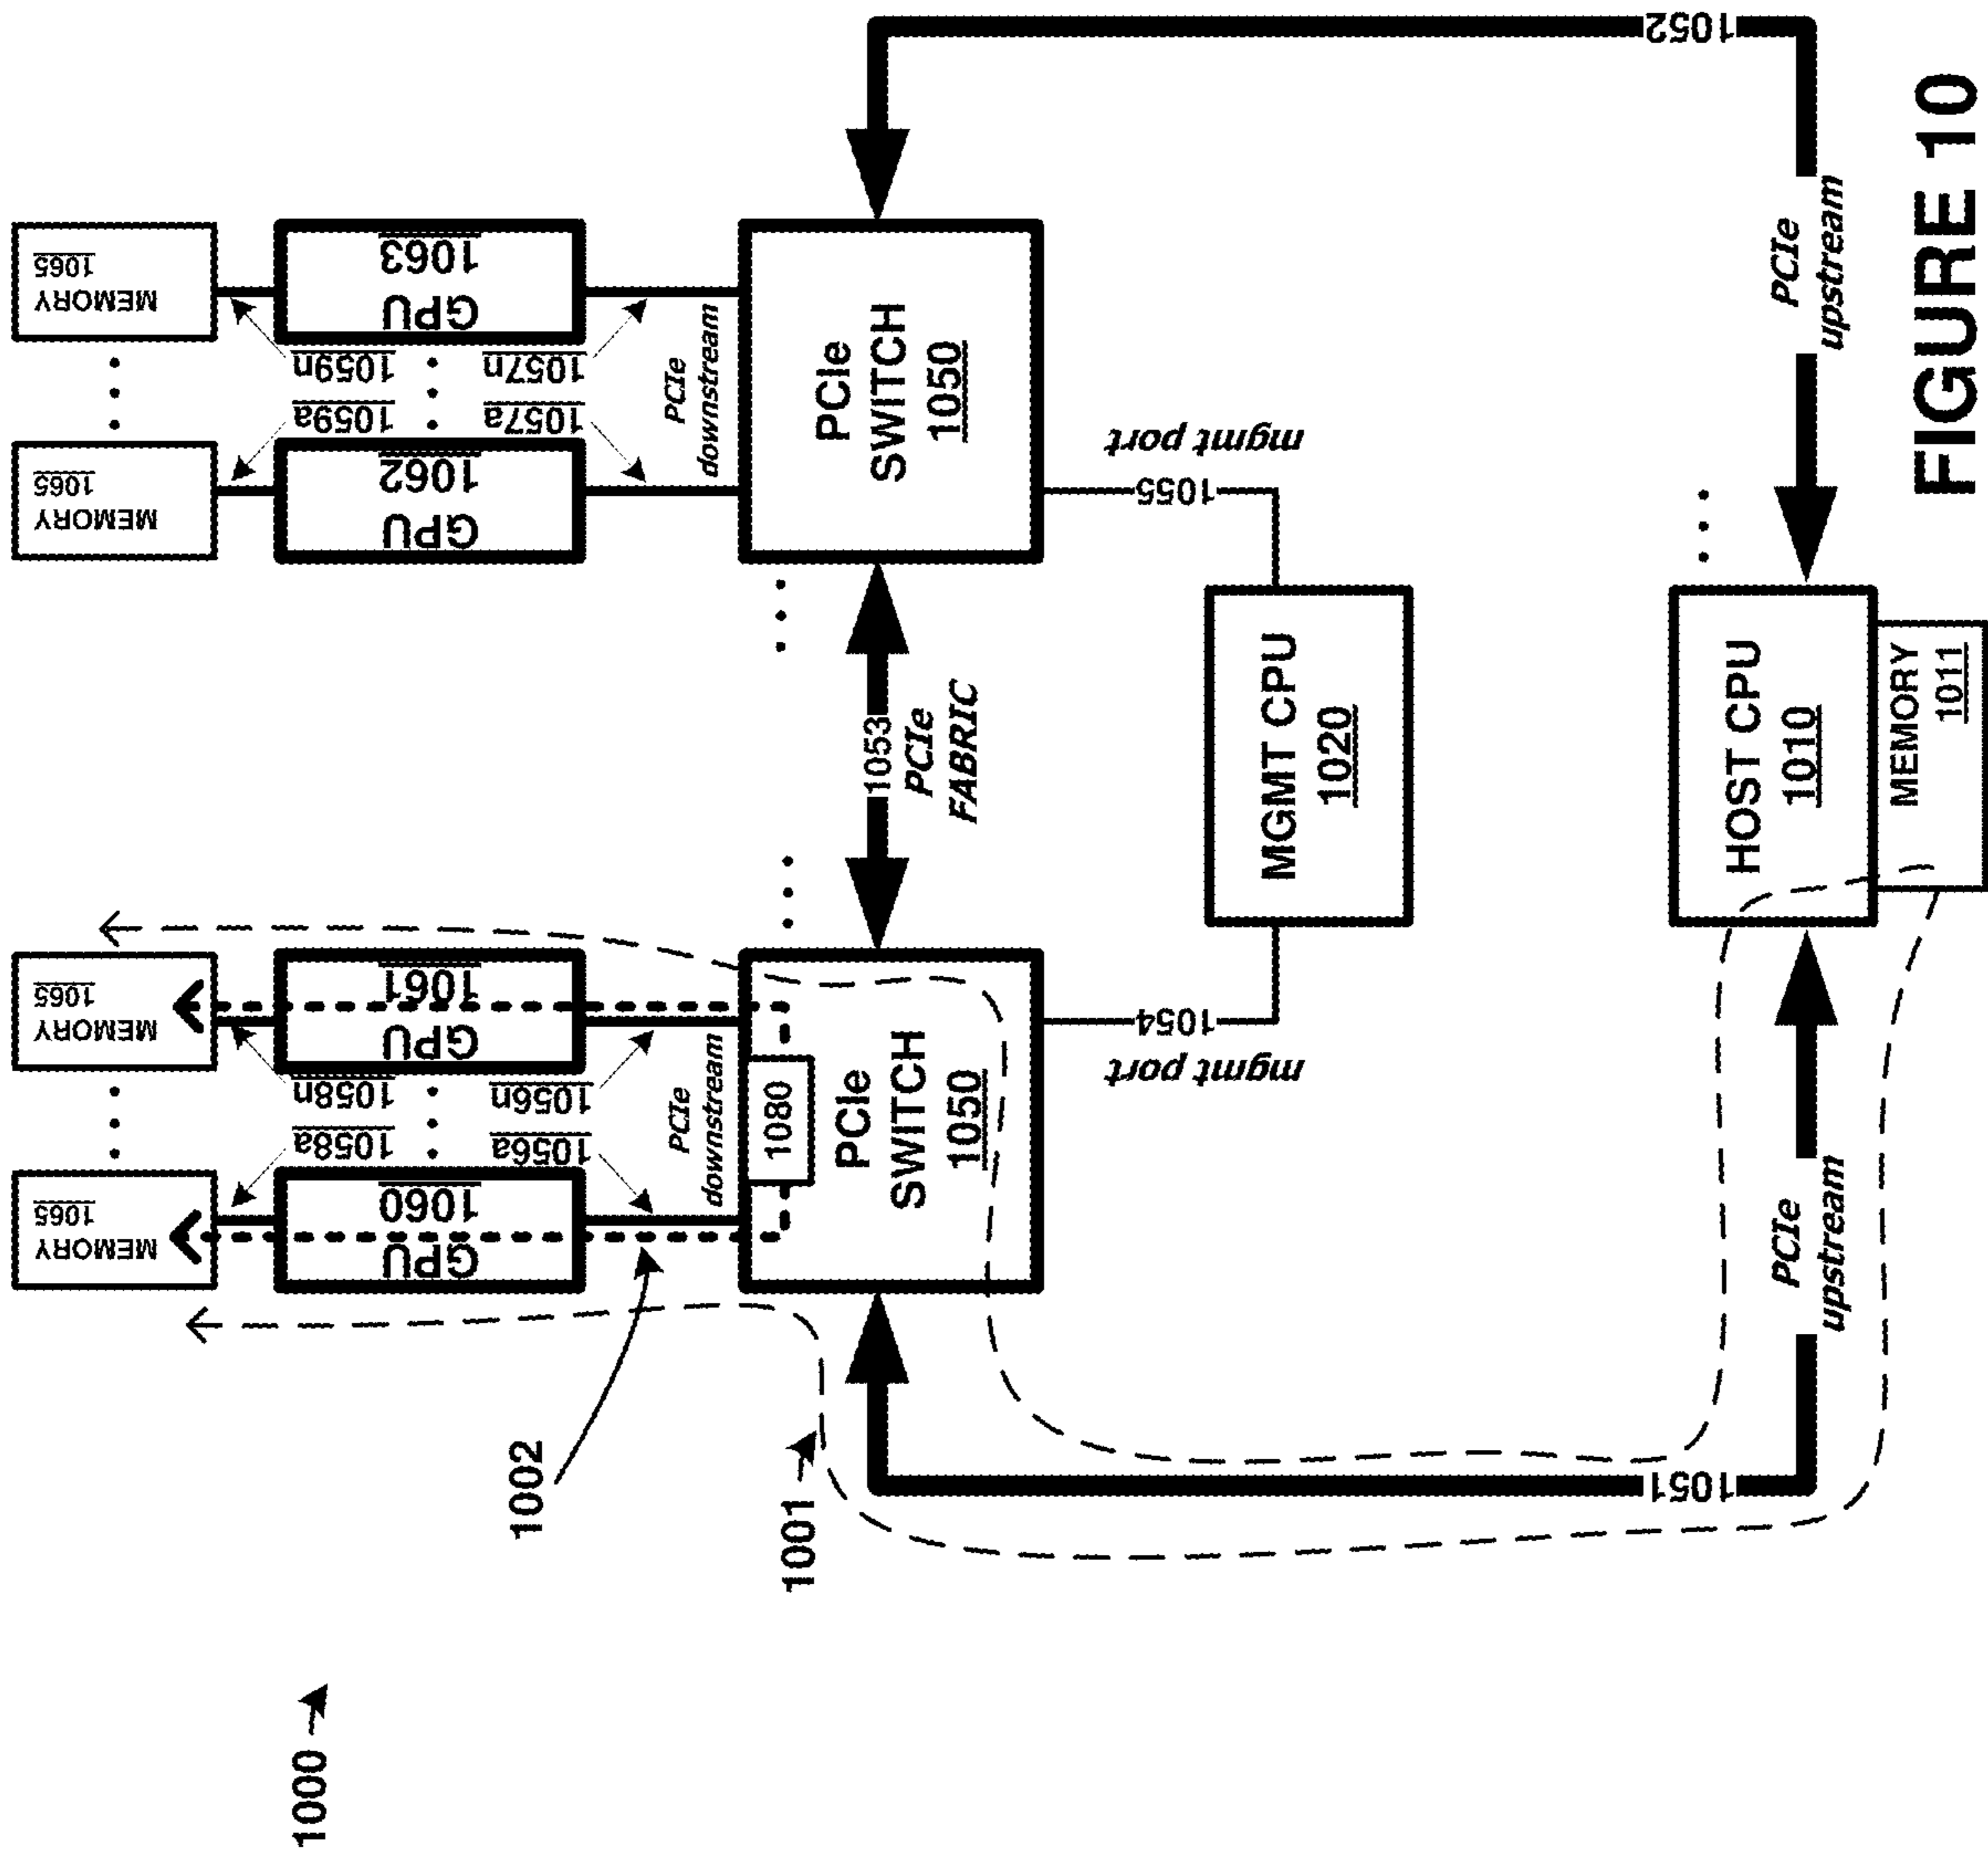 1000
MEMORY
1065
MEMORY
1065
MEMORY
1065
MEMORY
1065
1058a
1058n
1059a
1059n
GPU
1060
GPU
1061
GPU
1062
GPU
1063
1056a
1056n
1057a
1057n
1002
PCIe
downstream
PCIe
downstream
1001
1080
PCIe
SWITCH
1050
1053
PCIe
FABRIC
PCIe
SWITCH
1050
1054
mgmt port
1055
mgmt port
MGMT CPU
1020
1051
1052
PCIe
upstream
HOST CPU
1010
MEMORY
1011
PCIe
upstream
FIGURE 10